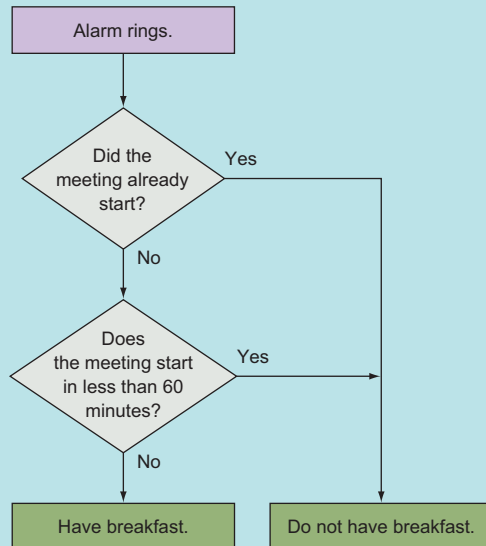 Alarm rings.
Did the
meeting already
start?
Yes
No
Does
the meeting start
in less than 60
minutes?
Yes
No
Have breakfast.
Do not have breakfast.